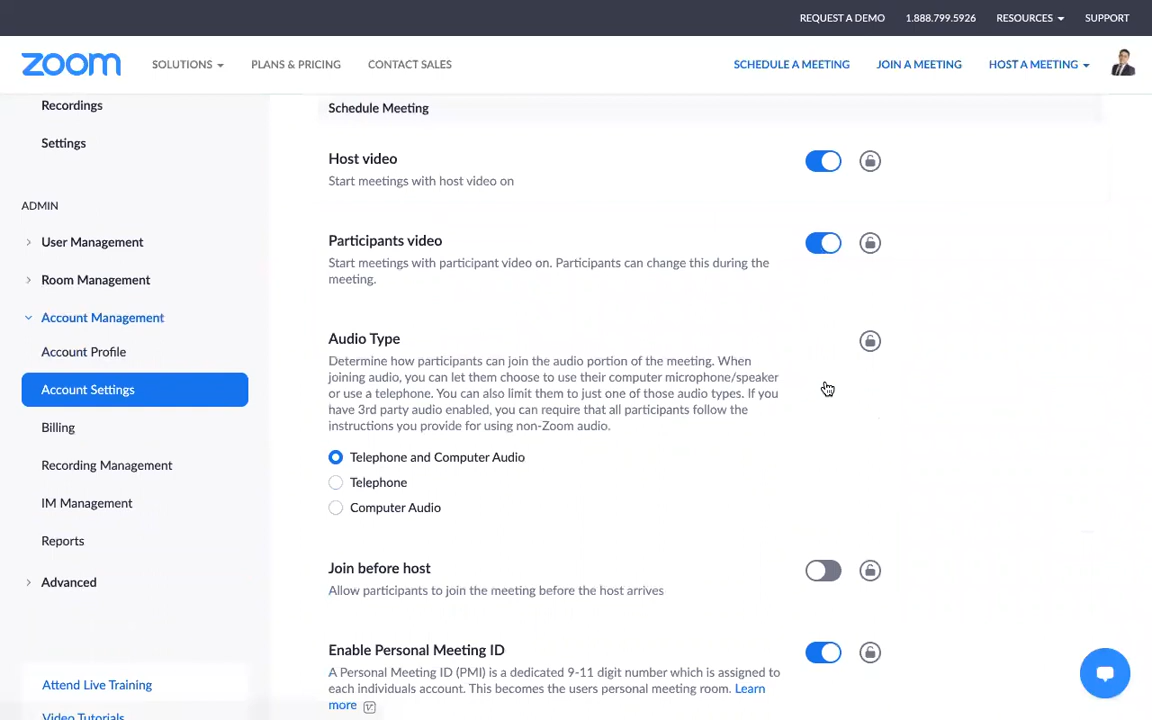 REQUEST A DEMO 1.888.799.5926 RESOURCES SUPPORT
zoom SOLUTIONS PLANS & PRICING CONTACT SALES SCHEDULE A MEETING JOIN A MEETING HOST A MEETING
Recordings
Settings
ADMIN
User Management
Room Management
Account Management
Account Profile
Account Settings
Billing
Recording Management
IM Management
Reports
Advanced
Attend Live Training
Video Tutorials
Schedule Meeting
Host video
Start meetings with host video on
Participants video
Start meetings with participant video on. Participants can change this during the
meeting.
Audio Type
Determine how participants can join the audio portion of the meeting. When
joining audio, you can let them choose to use their computer microphone/speaker
or use a telephone. You can also limit them to just one of those audio types. If you
have 3rd party audio enabled, you can require that all participants follow the
instructions you provide for using non-Zoom audio.
Telephone and Computer Audio
Telephone
Computer Audio
Join before host
Allow participants to join the meeting before the host arrives
Enable Personal Meeting ID
A Personal Meeting ID (PMI) is a dedicated 9-11 digit number which is assigned to
each individuals account. This becomes the users personal meeting room. Learn
more